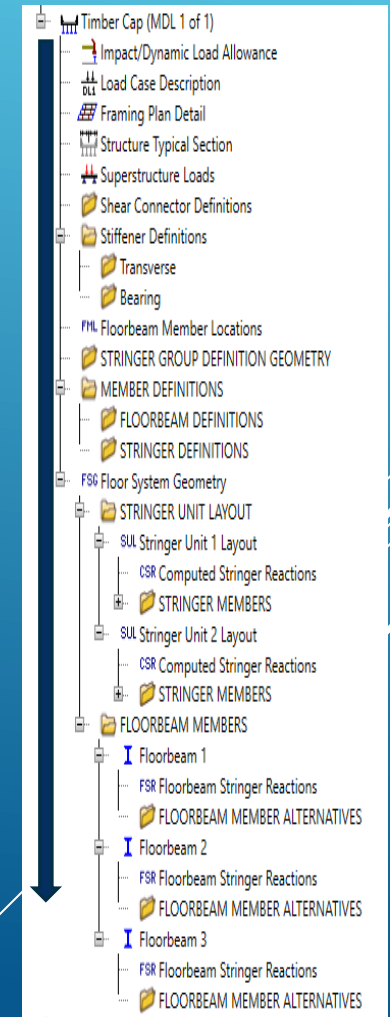 Timber Cap (MDL 1 of 1)
Impact/Dynamic Load Allowance
DL1 Load Case Description
Framing Plan Detail
Structure Typical Section
Superstructure Loads
Shear Connector Definitions
Stiffener Definitions
Transverse
Bearing
FML Floorbeam Member Locations
STRINGER GROUP DEFINITION GEOMETRY
MEMBER DEFINITIONS
FLOORBEAM DEFINITIONS
STRINGER DEFINITIONS
FSG Floor System Geometry
STRINGER UNIT LAYOUT
SUL Stringer Unit 1 Layout
CSR Computed Stringer Reactions
STRINGER MEMBERS
SUL Stringer Unit 2 Layout
CSR Computed Stringer Reactions
STRINGER MEMBERS
FLOORBEAM MEMBERS
Floorbeam 1
FSR Floorbeam Stringer Reactions
FLOORBEAM MEMBER ALTERNATIVES
Floorbeam 2
FSR Floorbeam Stringer Reactions
FLOORBEAM MEMBER ALTERNATIVES
Floorbeam 3
FSR Floorbeam Stringer Reactions
FLOORBEAM MEMBER ALTERNATIVES